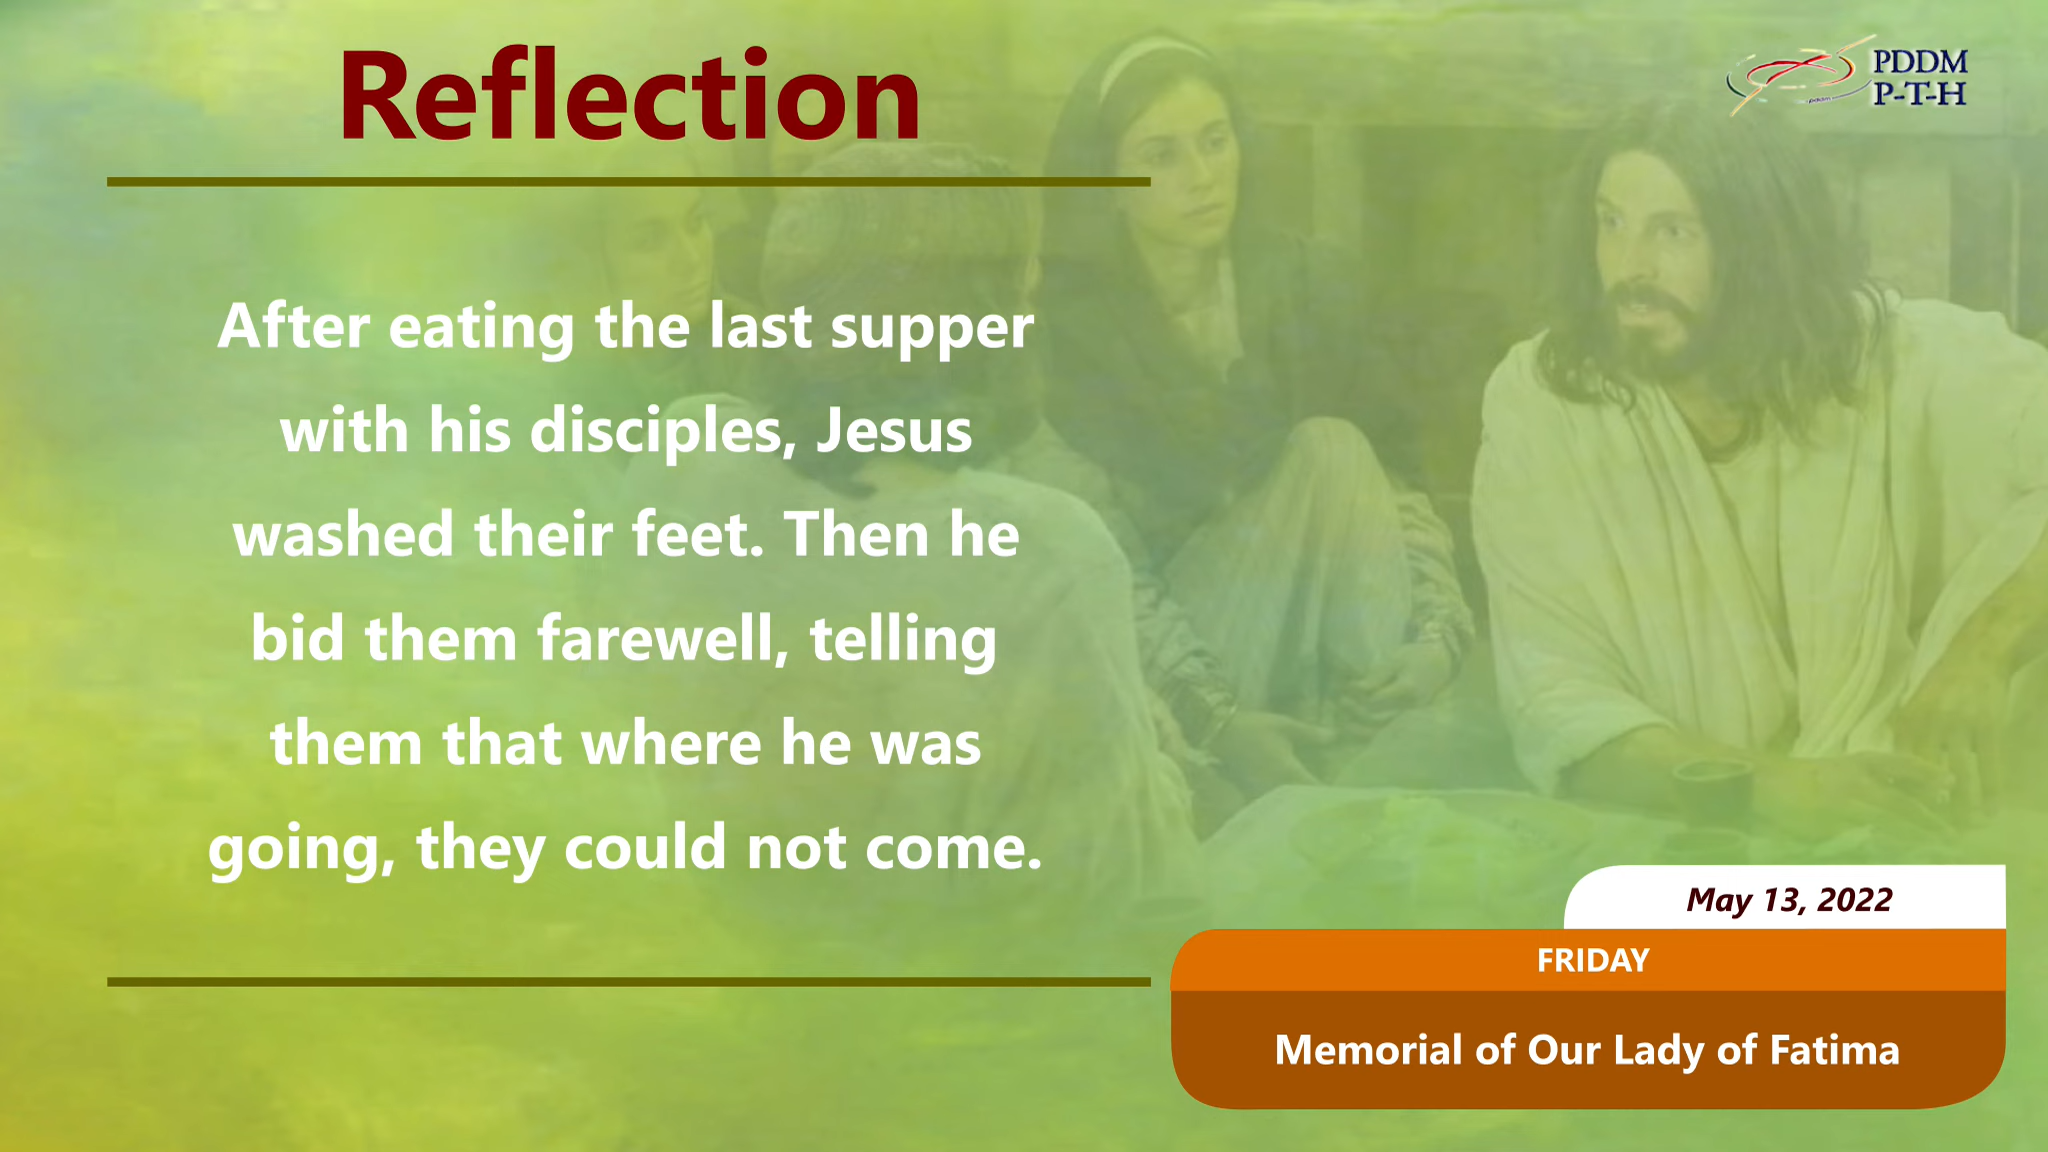 Reflection
PDDM
P-T-H
After eating the last supper
with his disciples, Jesus
washed their feet. Then he
bid them farewell, telling
them that where he was
going, they could not come.
May 13, 2022
FRIDAY
Memorial of Our Lady of Fatima